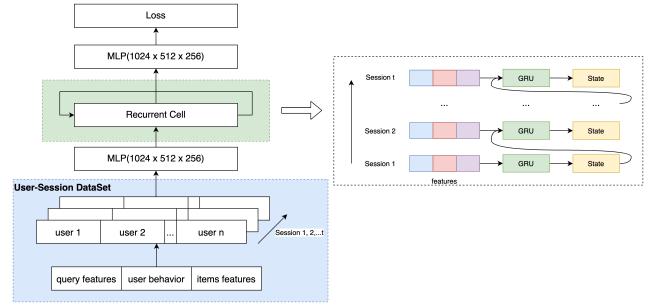 Loss
MLP(1024 x 512 x 256)
Recurrent Cell
MLP(1024 x 512 x 256)
User-Session DataSet
user 1 user 2 ... user n
Session 1, 2,...t
query features user behavior items features
Session t GRU State
... ... ...
Session 2 GRU State
Session 1 GRU State
features